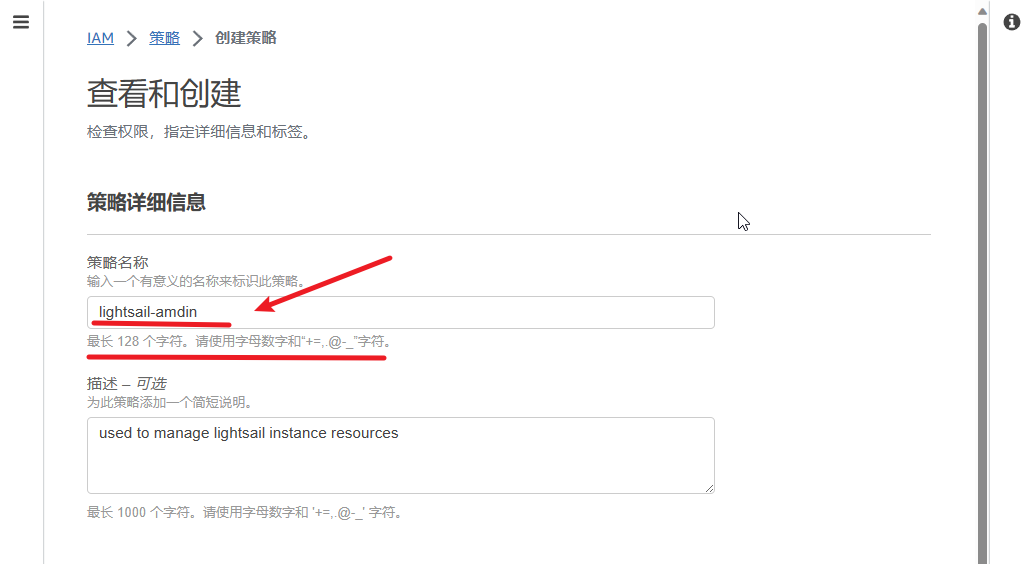 IAM > 策略 > 创建策略
查看和创建
检查权限，指定详细信息和标签。
策略详细信息
策略名称
输入一个有意义的名称来标识此策略。
lightsail-amdin
最长 128 个字符。请使用字母数字和“+=,.@-_”字符。
描述 – 可选
为此策略添加一个简短说明。
used to manage lightsail instance resources
最长 1000 个字符。请使用字母数字和 '+=,.@-_' 字符。